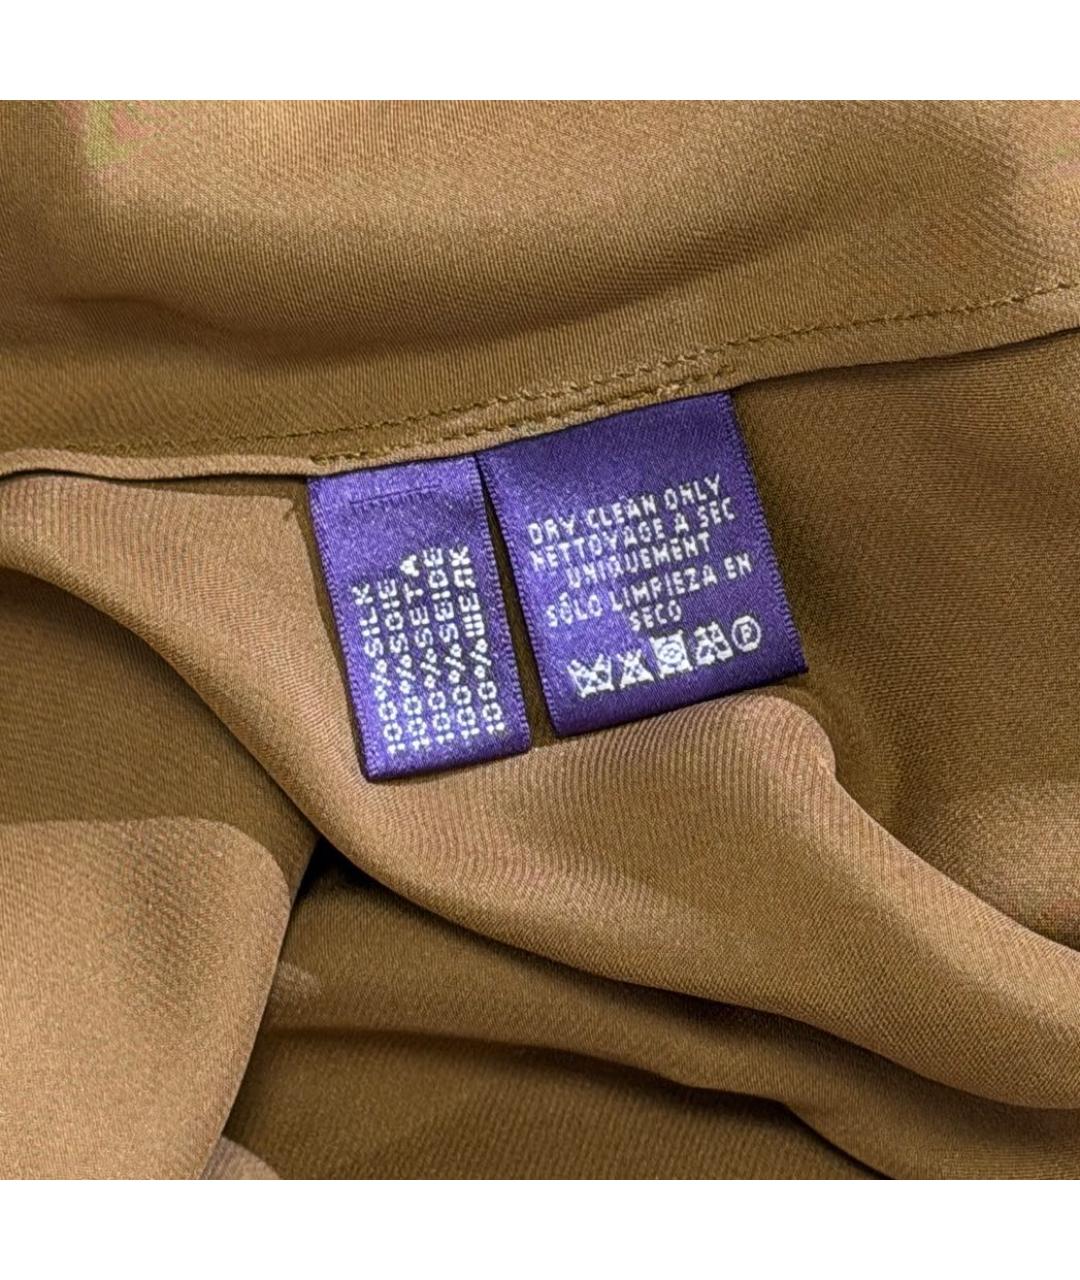 100%SILK
100%SOIE
100%SETA
100%SEIDE
100%ШЕЛК
DRY CLEAN ONLY
NETTOYAGE A SEC
UNIQUEMENT
SÓLO LIMPIEZA EN
SECO
P